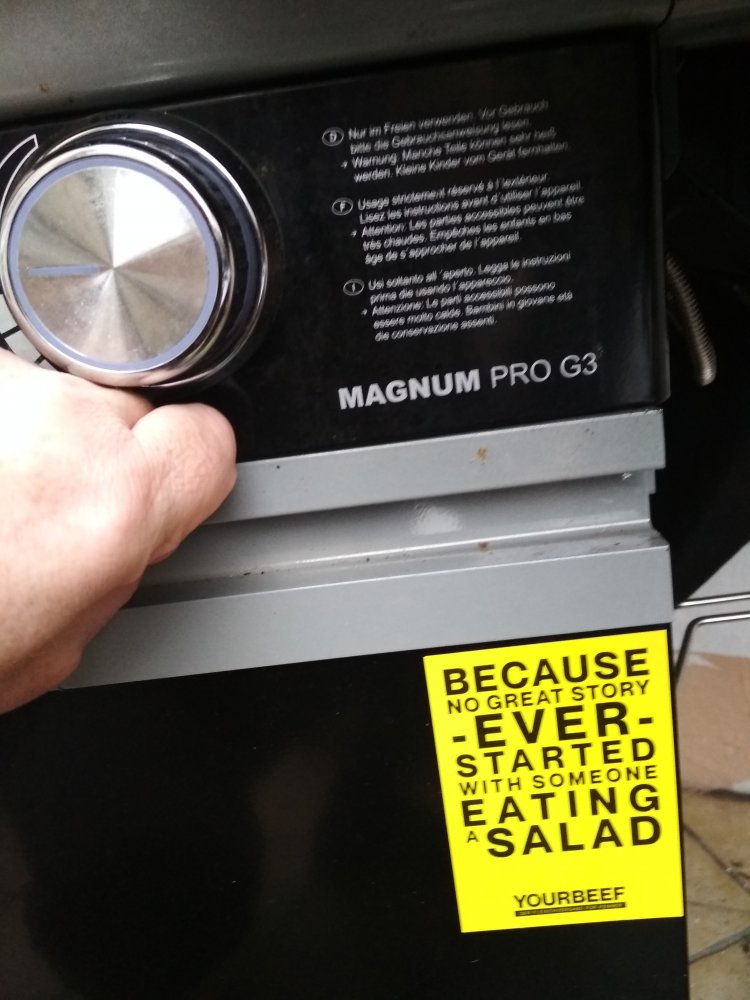 D Nur im Freien verwenden. Vor Gebrauch
bitte die Gebrauchsanweisung lesen.
Warnung: Manche Teile können sehr heiß
werden. Kleine Kinder vom Gerät fernhalten.
F Usage strictement réservé à l'extérieur.
Lisez les instructions avant d'utiliser l'appareil.
Attention: Les parties accessibles peuvent être
très chaudes. Empêchez les enfants en bas
âge de s'approcher de l'appareil.
I Usi soltanto all 'aperto. Legga le instruzioni
prima die usando l'appareccio.
Attenzione: Le parti accessibili possono
essere molto calde. Bambini in giovane età
die conservazione assenti.
MAGNUM PRO G3
BECAUSE
NO GREAT STORY
-EVER-
STARTED
WITH SOMEONE
EATING
A SALAD
YOURBEEF